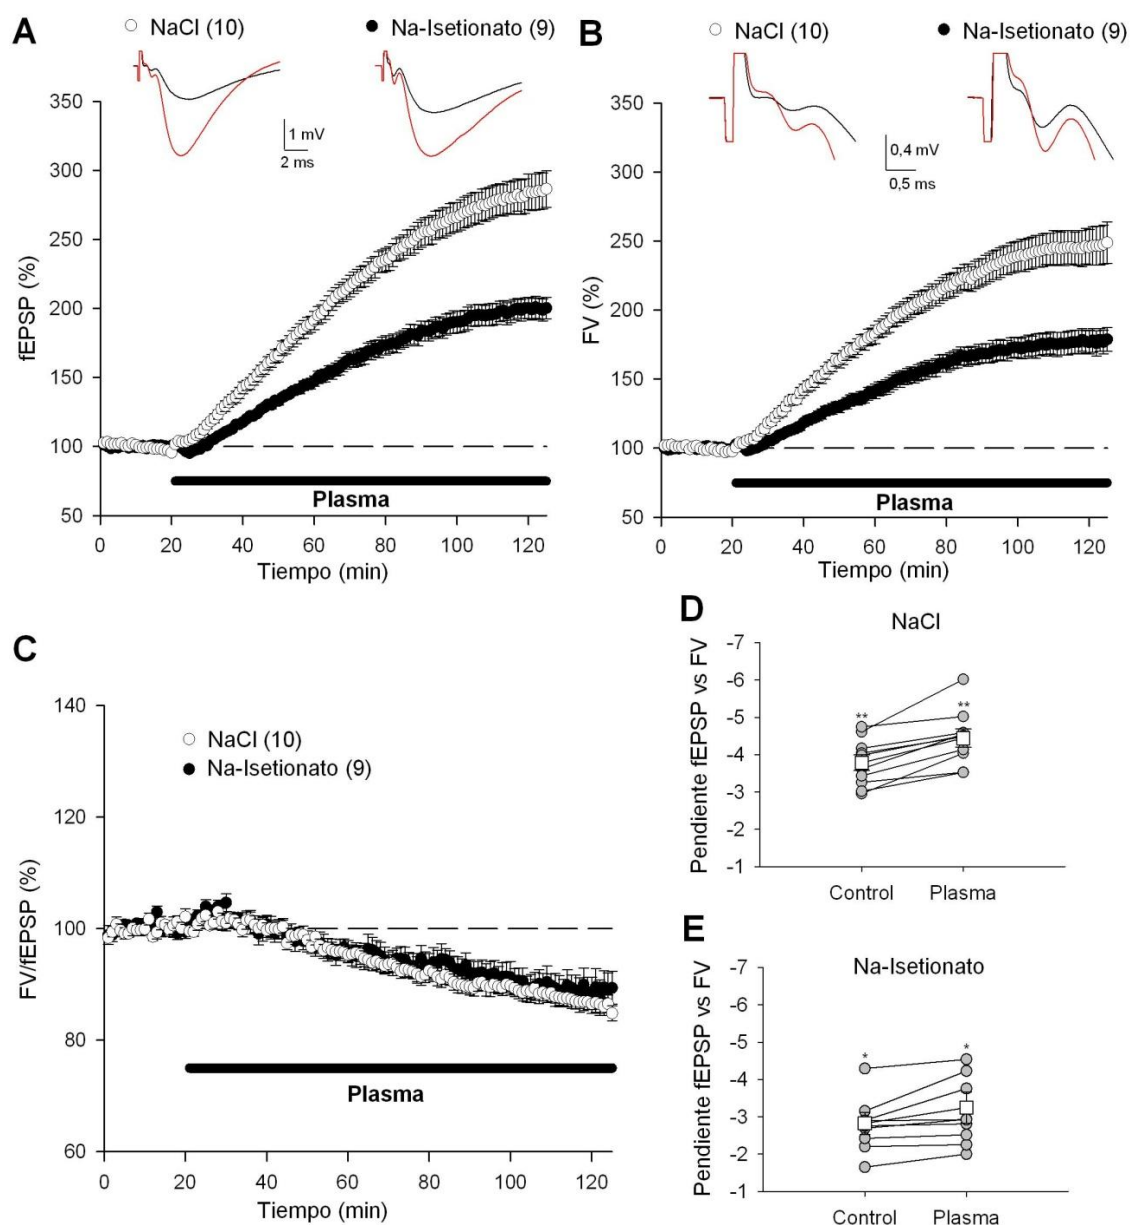 A
NaCl (10)
Na-Isetionato (9)
350
300
250
200
150
100
50
fEPSP (%)
1 mV
2 ms
Plasma
0 20 40 60 80 100 120
Tiempo (min)
B
NaCl (10)
Na-Isetionato (9)
350
300
250
200
150
100
50
FV (%)
0,4 mV
0,5 ms
Plasma
0 20 40 60 80 100 120
Tiempo (min)
C
140
120
100
80
60
FV/fEPSP (%)
NaCl (10)
Na-Isetionato (9)
Plasma
0 20 40 60 80 100 120
Tiempo (min)
D
NaCl
-7
-6
-5
-4
-3
-2
-1
Pendiente fEPSP vs FV
**
**
Control Plasma
E
Na-Isetionato
-7
-5
-4
-3
-2
-1
Pendiente fEPSP vs FV
*
*
Control Plasma